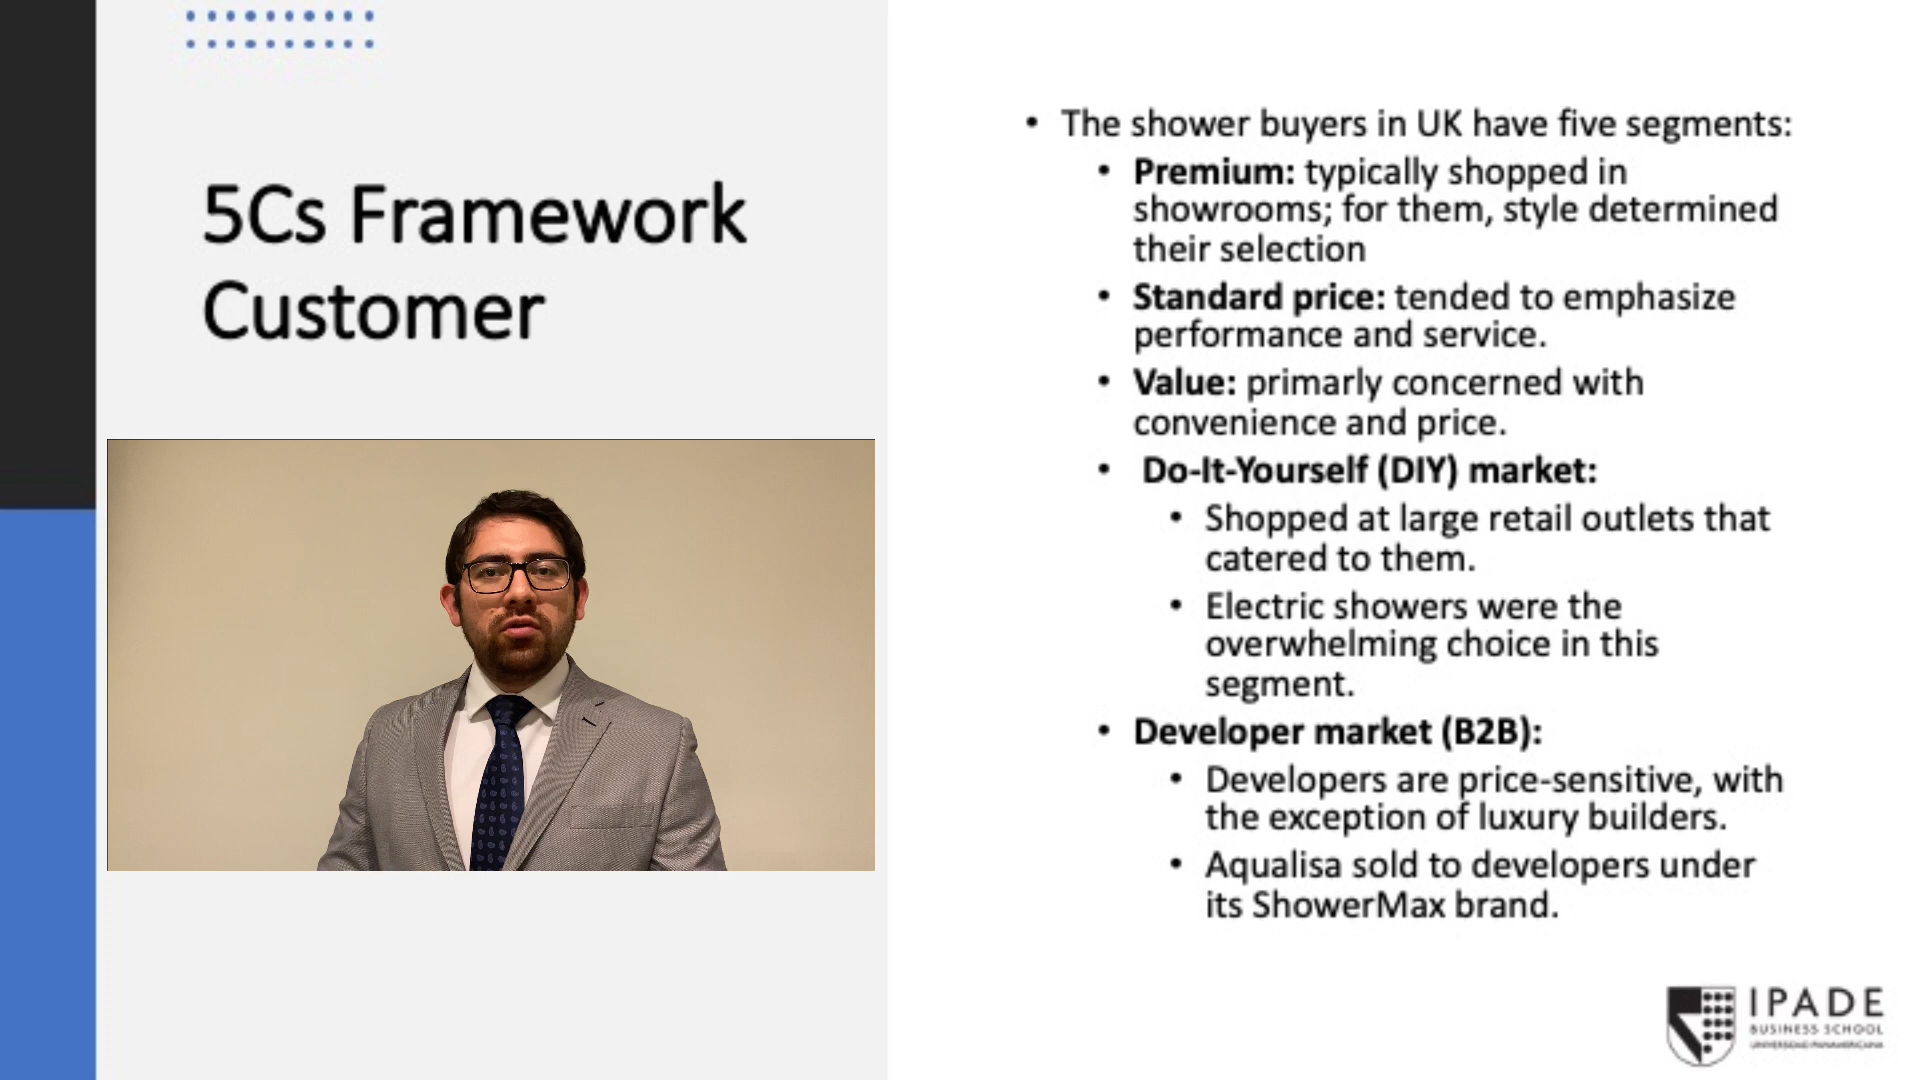 5Cs Framework
Customer
• The shower buyers in UK have five segments:
• Premium: typically shopped in
showrooms; for them, style determined
their selection
• Standard price: tended to emphasize
performance and service.
• Value: primarly concerned with
convenience and price.
• Do-It-Yourself (DIY) market:
• Shopped at large retail outlets that
catered to them.
• Electric showers were the
overwhelming choice in this
segment.
• Developer market (B2B):
• Developers are price-sensitive, with
the exception of luxury builders.
• Aqualisa sold to developers under
its ShowerMax brand.
IPADE
BUSINESS SCHOOL
UNIVERSIDAD PANAMERICANA